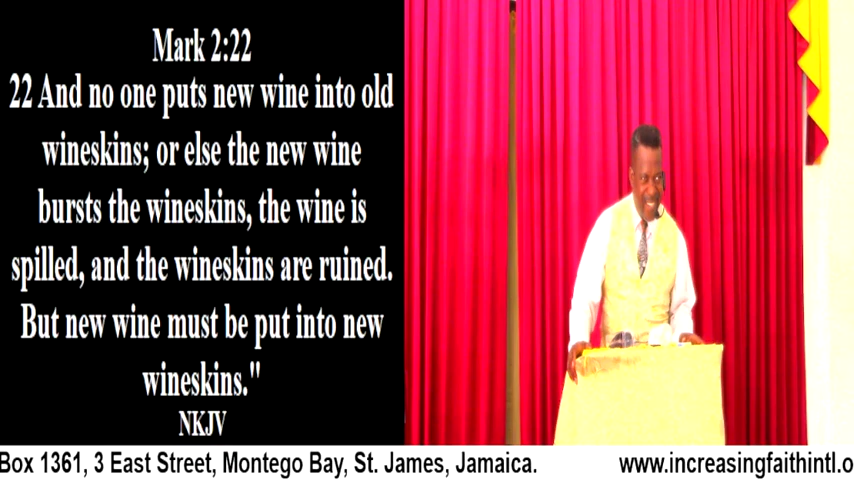 Mark 2:22
22 And no one puts new wine into old
wineskins; or else the new wine
bursts the wineskins, the wine is
spilled, and the wineskins are ruined.
But new wine must be put into new
wineskins."
NKJV
Box 1361, 3 East Street, Montego Bay, St. James, Jamaica. www.increasingfaithintl.o